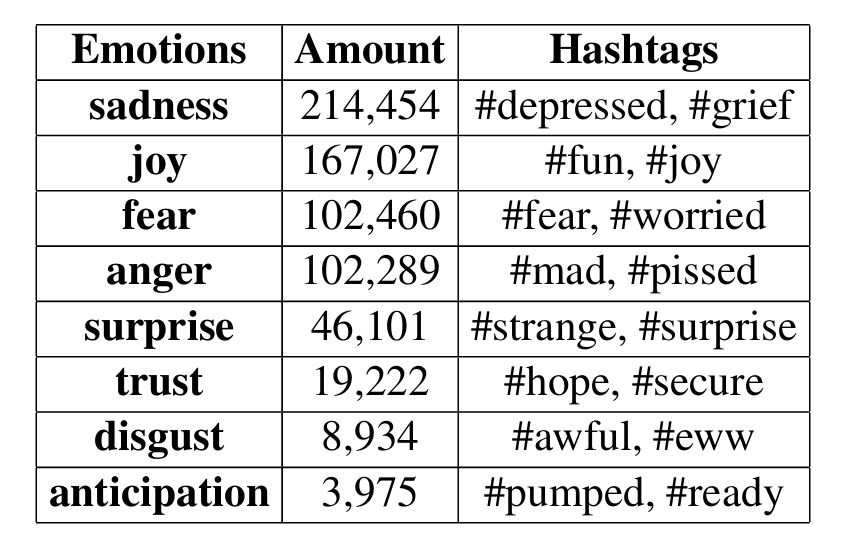 Emotions Amount Hashtags
sadness 214,454 #depressed, #grief
joy 167,027 #fun, #joy
fear 102,460 #fear, #worried
anger 102,289 #mad, #pissed
surprise 46,101 #strange, #surprise
trust 19,222 #hope, #secure
disgust 8,934 #awful, #eww
anticipation 3,975 #pumped, #ready